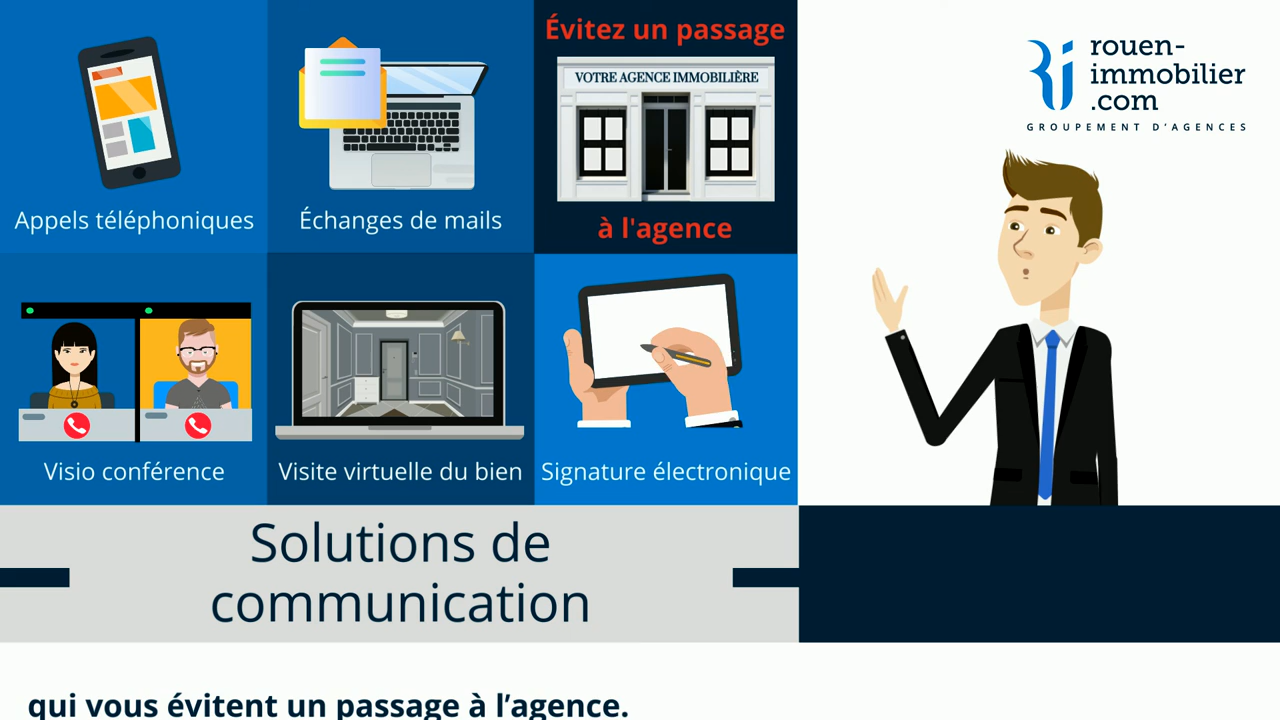 Évitez un passage
VOTRE AGENCE IMMOBILIÈRE
à l'agence
Appels téléphoniques
Échanges de mails
Visio conférence
Visite virtuelle du bien
Signature électronique
rouen-
immobilier
.com
GROUPEMENT D'AGENCES
Solutions de
communication
qui vous évitent un passage à l’agence.